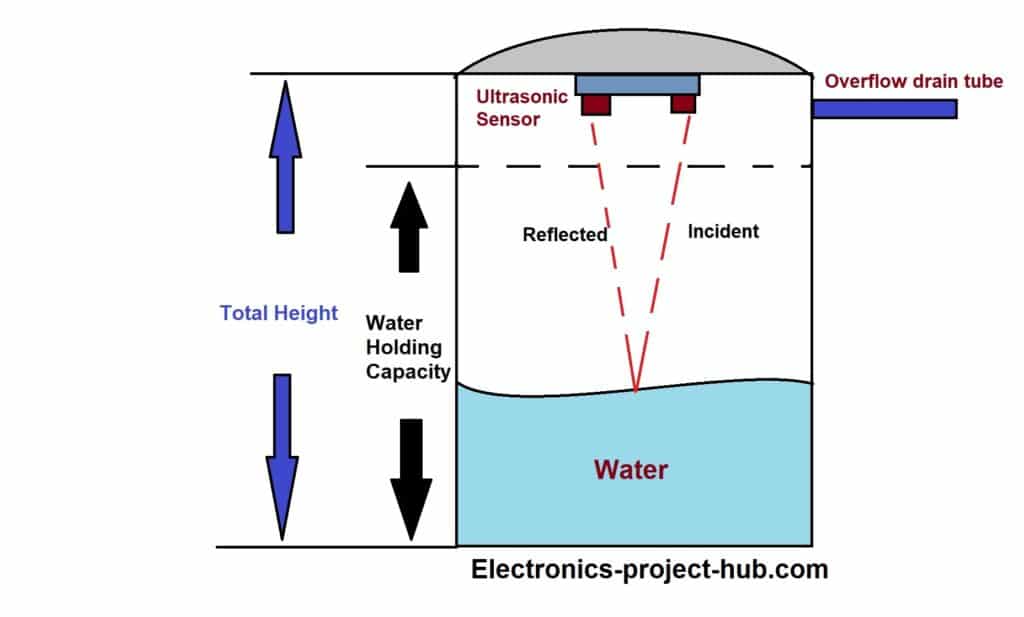 Overflow drain tube
Ultrasonic
Sensor
Reflected
Incident
Total Height
Water
Holding
Capacity
Water
Electronics-project-hub.com